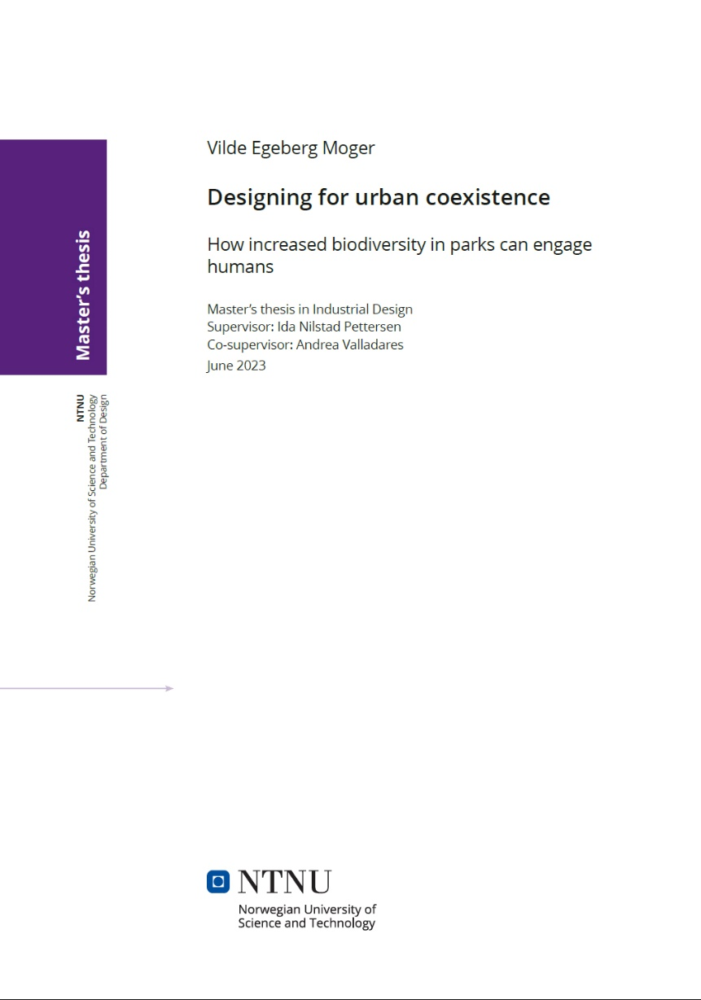 Vilde Egeberg Moger
Designing for urban coexistence
How increased biodiversity in parks can engage
humans
Master's thesis in Industrial Design
Supervisor: Ida Nilstad Pettersen
Co-supervisor: Andrea Valladares
June 2023
Master's thesis
NTNU
Norwegian University of Science and Technology
Department of Design
NTNU
Norwegian University of
Science and Technology